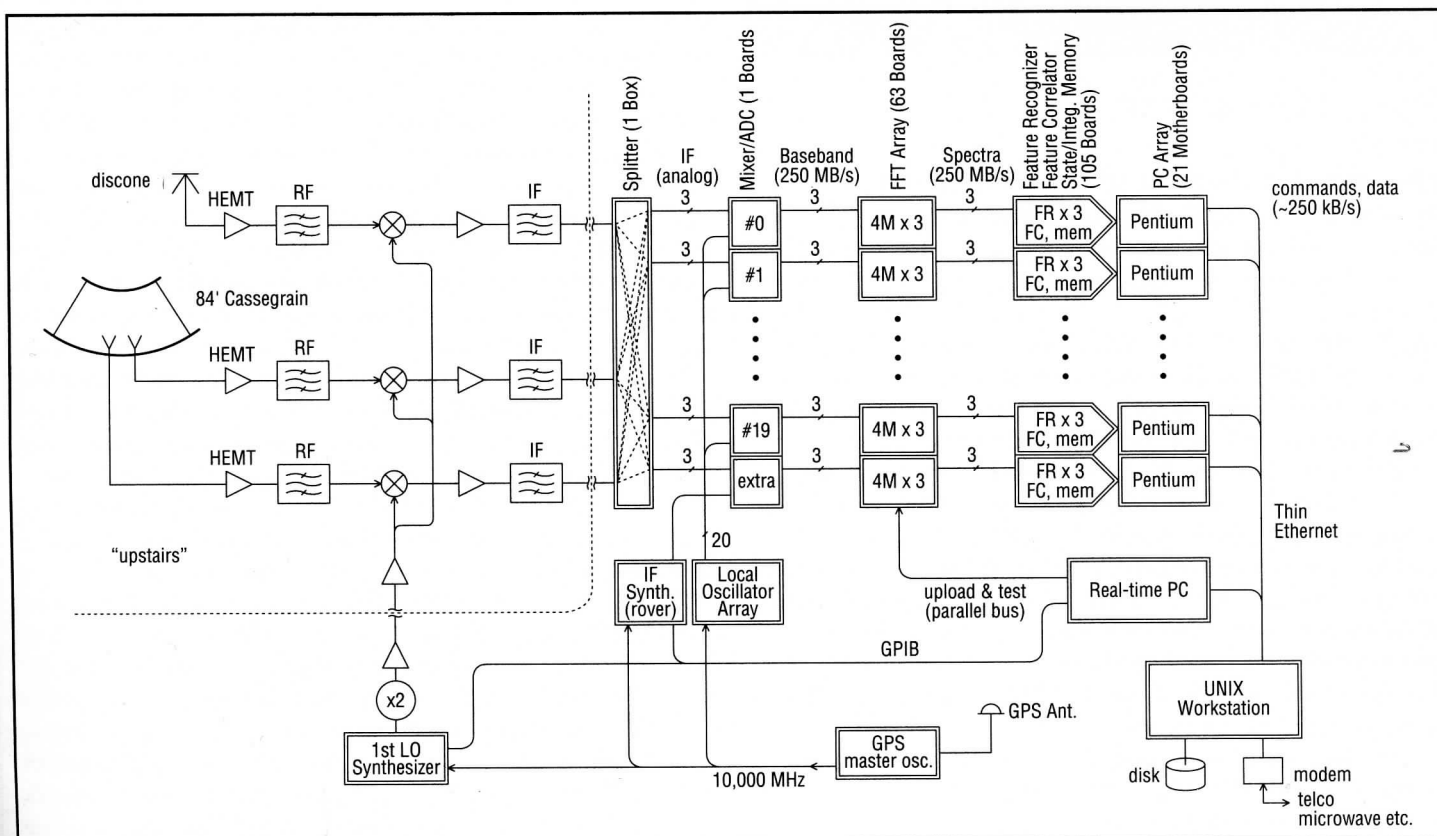 Splitter (1 Box)
IF
(analog)
Mixer/ADC (1 Boards)
Baseband
(250 MB/s)
FFT Array (63 Boards)
Spectra
(250 MB/s)
Feature Recognizer
Feature Correlator
State/Integ. Memory
(105 Boards)
PC Array
(21 Motherboards)
commands, data
(~250 kB/s)
discone
HEMT
RF
IF
3
#0
3
4M x 3
3
FR x 3
FC, mem
Pentium
3
#1
3
4M x 3
3
FR x 3
FC, mem
Pentium
84' Cassegrain
HEMT
RF
IF
3
#19
3
4M x 3
3
FR x 3
FC, mem
Pentium
HEMT
RF
IF
3
extra
3
4M x 3
3
FR x 3
FC, mem
Pentium
"upstairs"
20
Thin
Ethernet
IF
Synth.
(rover)
Local
Oscillator
Array
upload & test
(parallel bus)
Real-time PC
GPIB
x2
UNIX
Workstation
GPS Ant.
1st LO
Synthesizer
10,000 MHz
GPS
master osc.
disk
modem
telco
microwave etc.